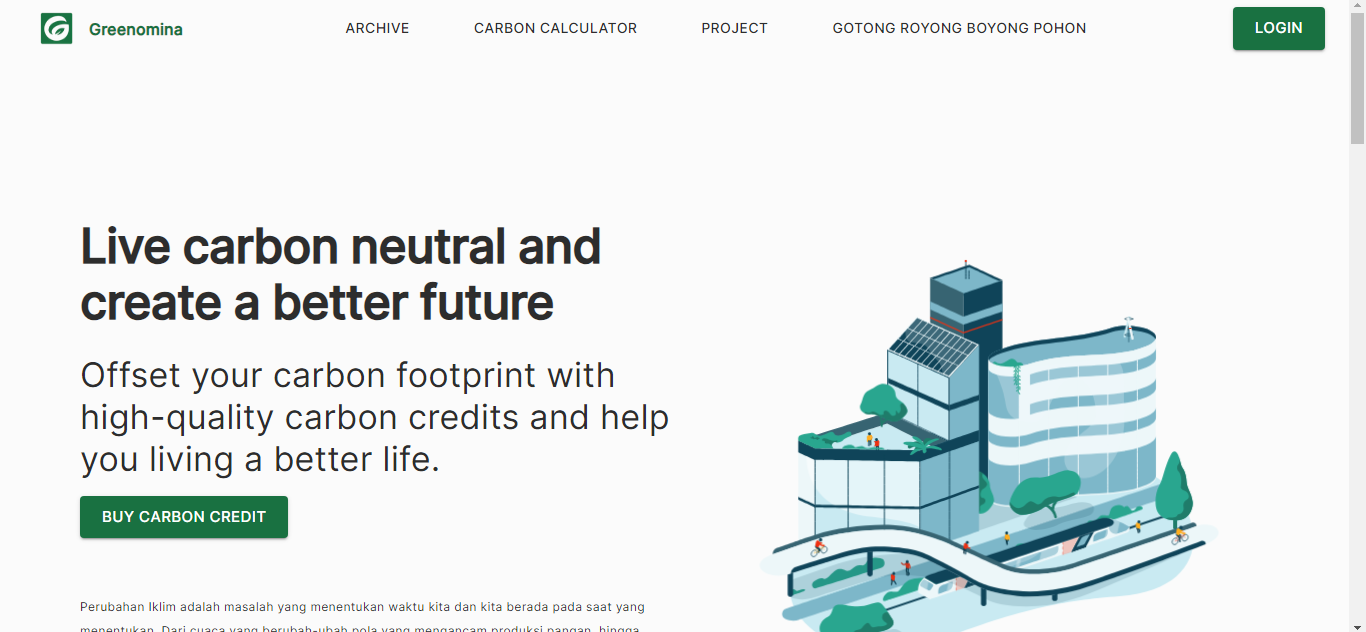 Greenomina
ARCHIVE
CARBON CALCULATOR
PROJECT
GOTONG ROYONG BOYONG POHON
LOGIN
Live carbon neutral and
create a better future
Offset your carbon footprint with
high-quality carbon credits and help
you living a better life.
BUY CARBON CREDIT
Perubahan Iklim adalah masalah yang menentukan waktu kita dan kita berada pada saat yang
menentukan. Dari cuaca yang berubah-ubah pola yang mengancam produksi pangan, hingga